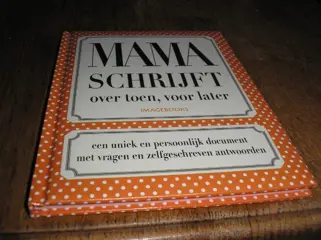 MAMA
SCHRIJFT
over toen, voor later
IMAGEBOOKS
een uniek en persoonlijk document
met vragen en zelfgeschreven antwoorden